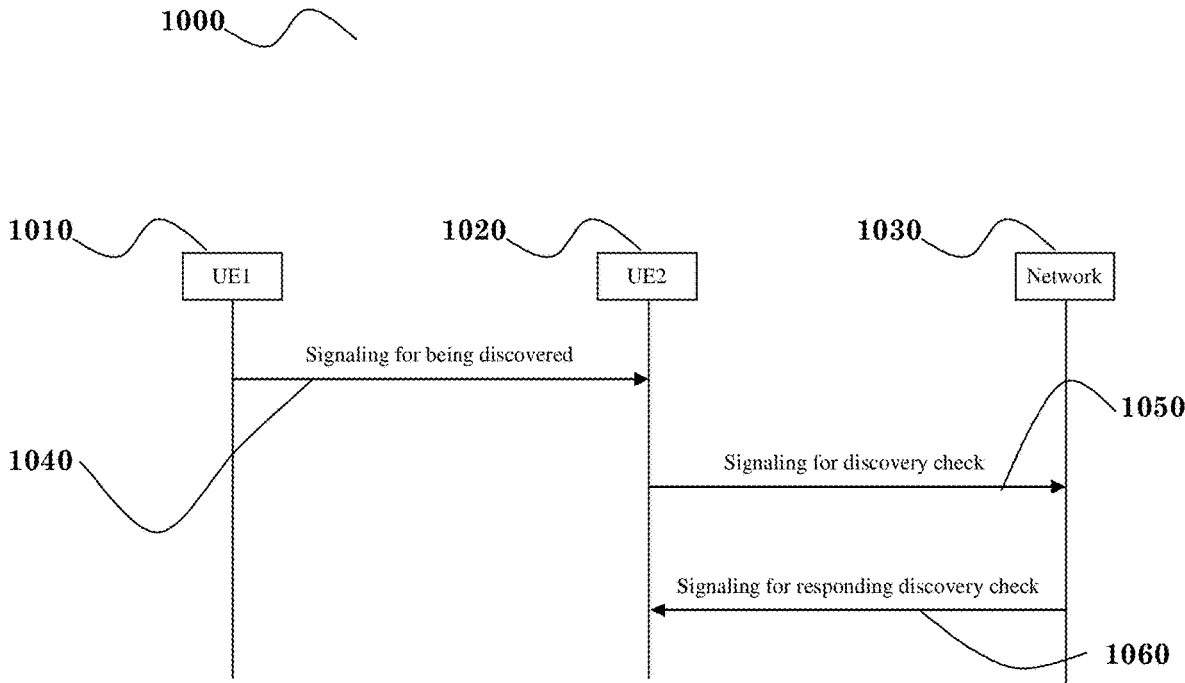 1000
1010
1020
1030
UE1
UE2
Network
Signaling for being discovered
1050
1040
Signaling for discovery check
Signaling for responding discovery check
1060